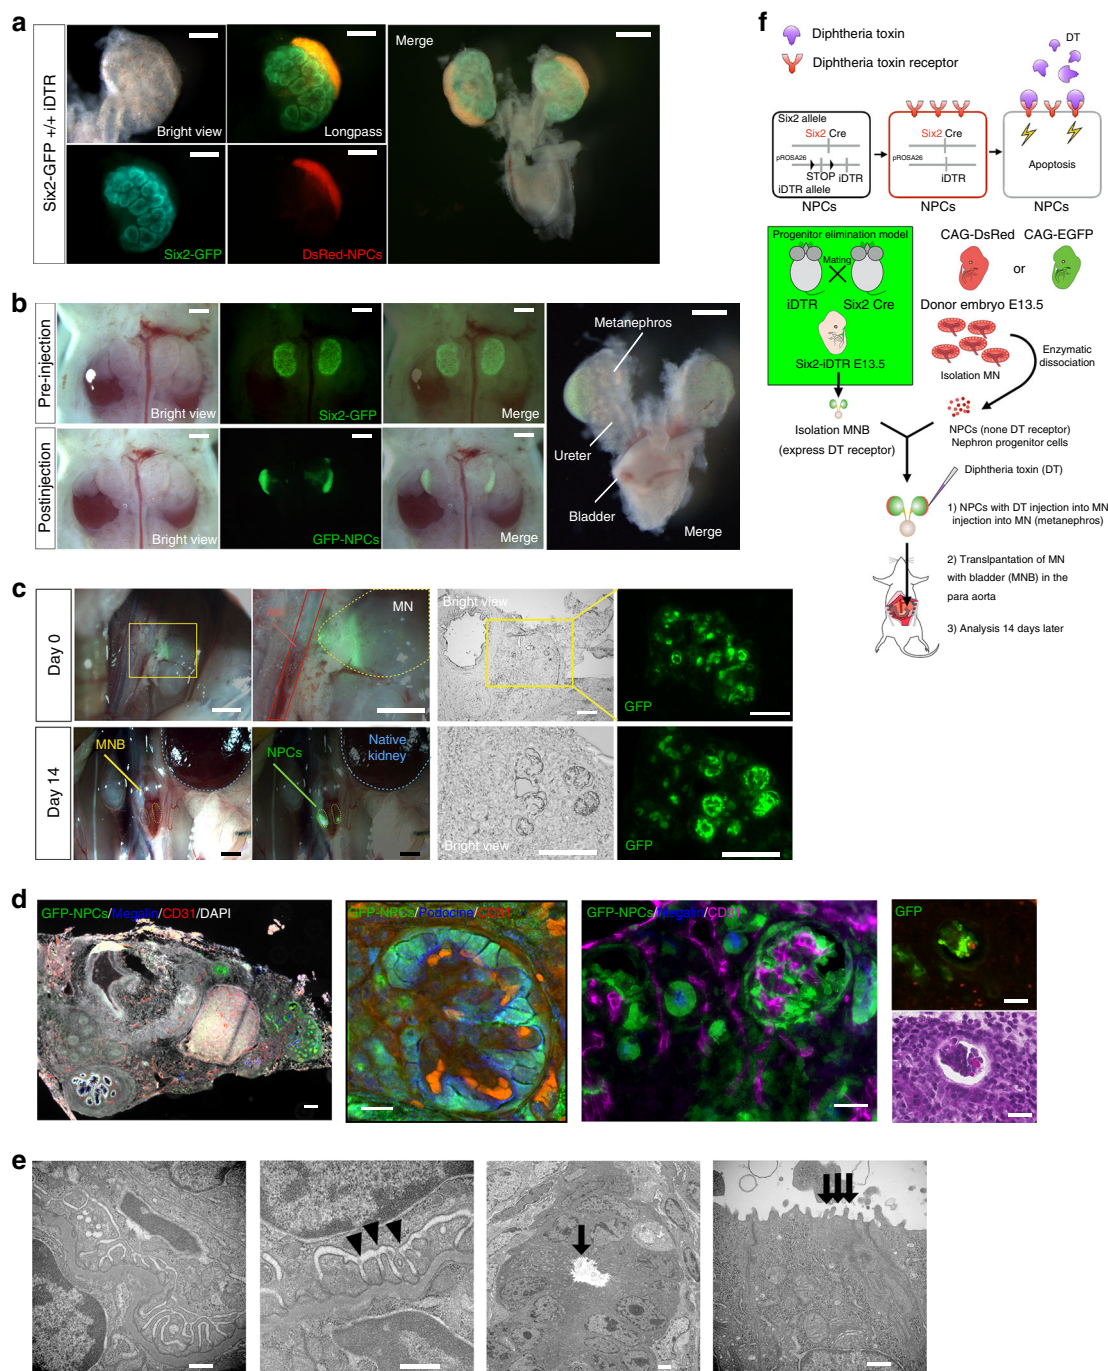 a
Six2-GFP +/+ iDTR
Bright view
Longpass
Six2-GFP
DsRed-NPCs
Merge
b
Pre-injection
Bright view
Six2-GFP
Merge
Postinjection
Bright view
GFP-NPCs
Merge
Metanephros
Ureter
Bladder
Merge
c
Day 0
MN
Bright view
GFP
Day 14
MNB
NPCs
Native
kidney
Bright view
GFP
d
GFP-NPCs/Megalin/CD31/DAPI
GFP-NPCs/Podocine/CD31
GFP-NPCs/Megalin/CD31
GFP
e
f
Diphtheria toxin
Diphtheria toxin receptor
DT
Six2 allele
Six2 Cre
pROSA26
STOP
iDTR
iDTR allele
NPCs
Six2 Cre
pROSA26
iDTR
NPCs
Apoptosis
NPCs
Progenitor elimination model
Mating
iDTR
Six2 Cre
Six2-iDTR E13.5
CAG-DsRed
CAG-EGFP
or
Donor embryo E13.5
Isolation MN
Enzymatic
dissociation
Isolation MNB
(express DT receptor)
NPCs (none DT receptor)
Nephron progenitor cells
Diphtheria toxin (DT)
1) NPCs with DT injection into MN
injection into MN (metanephros)
2) Translpantation of MN
with bladder (MNB) in the
para aorta
3) Analysis 14 days later